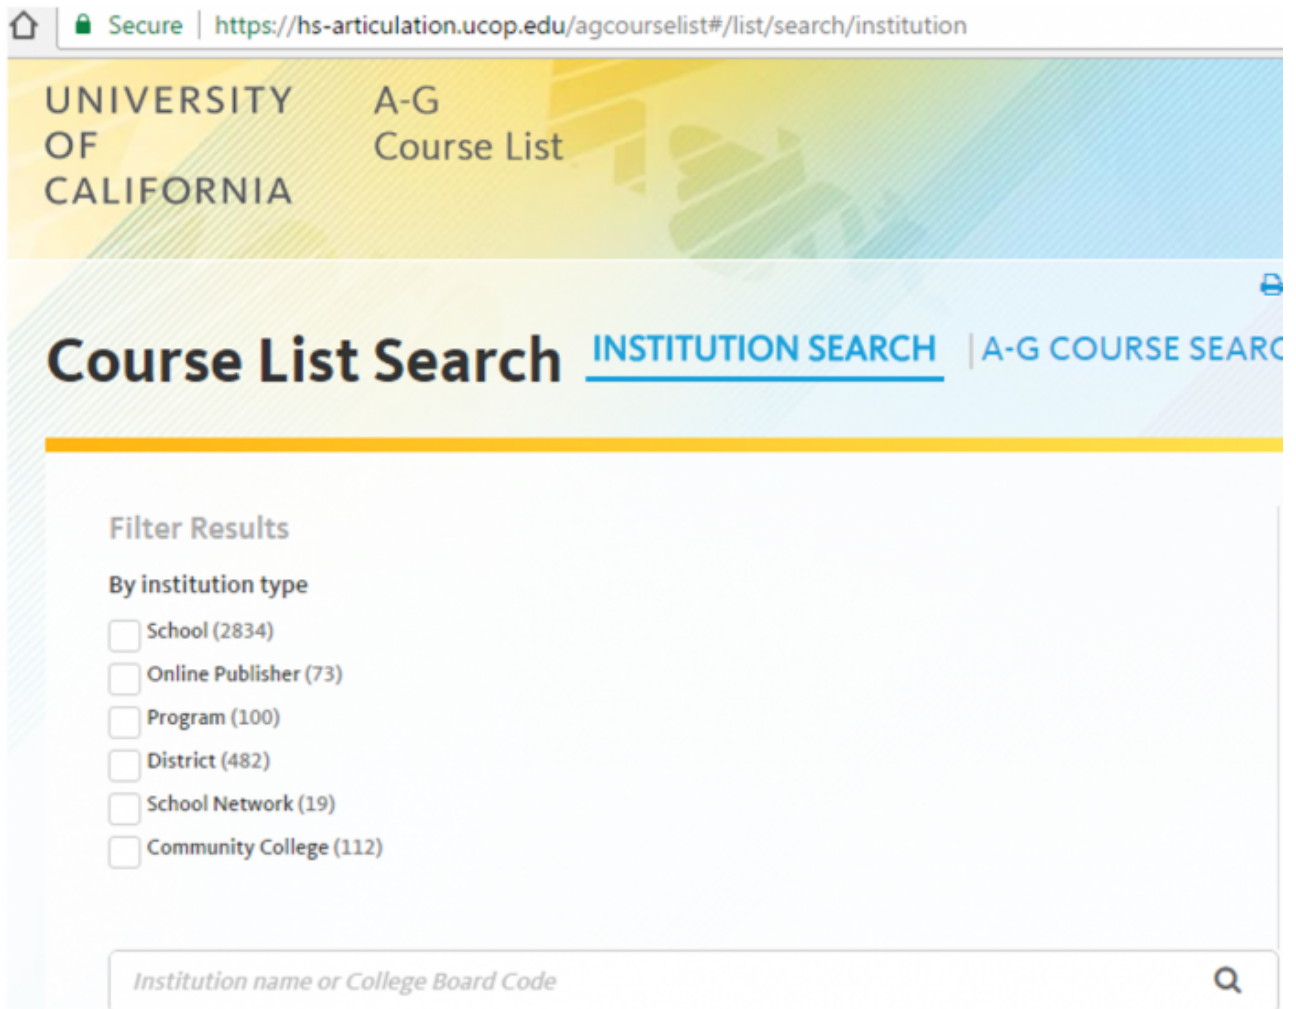 Secure | https://hs-articulation.ucop.edu/agcourselist#/list/search/institution
UNIVERSITY
OF
CALIFORNIA
A-G
Course List
Course List Search
INSTITUTION SEARCH | A-G COURSE SEARC
Filter Results
By institution type
School (2834)
Online Publisher (73)
Program (100)
District (482)
School Network (19)
Community College (112)
Institution name or College Board Code